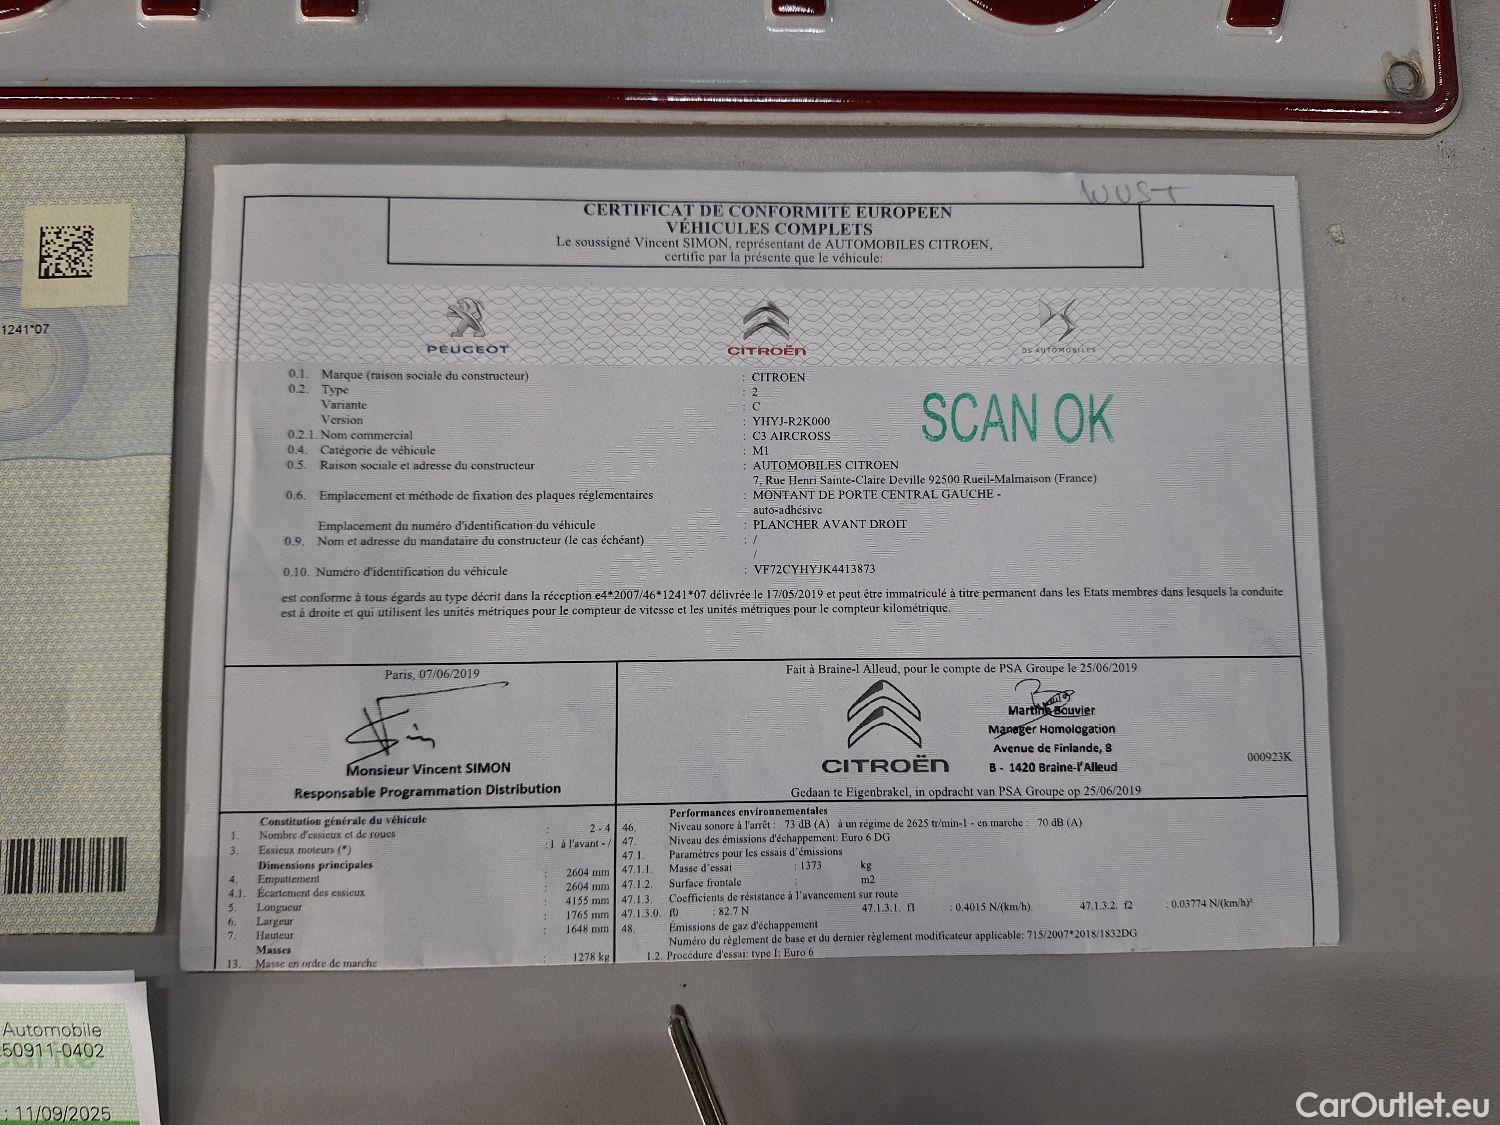 WUST
CERTIFICAT DE CONFORMITE EUROPEEN
VÉHICULES COMPLETS
Le soussigné Vincent SIMON, représentant de AUTOMOBILES CITROEN,
certifie par la présente que le véhicule:
PEUGEOT
CITROËN
DS AUTOMOBILES
0.1. Marque (raison sociale du constructeur) : CITROEN
0.2. Type : 2
Variante : C
Version : YHYJ-R2K000
0.2.1. Nom commercial : C3 AIRCROSS
0.4. Catégorie de véhicule : M1
0.5. Raison sociale et adresse du constructeur : AUTOMOBILES CITROEN
7, Rue Henri Sainte-Claire Deville 92500 Rueil-Malmaison (France)
0.6. Emplacement et méthode de fixation des plaques réglementaires : MONTANT DE PORTE CENTRAL GAUCHE -
auto-adhésive
Emplacement du numéro d'identification du véhicule : PLANCHER AVANT DROIT
0.9. Nom et adresse du mandataire du constructeur (le cas échéant) : /
/
0.10. Numéro d'identification du véhicule : VF72CYHYJK4413873
SCAN OK
est conforme à tous égards au type décrit dans la réception e4*2007/46*1241*07 délivrée le 17/05/2019 et peut être immatriculé à titre permanent dans les Etats membres dans lesquels la conduite
est à droite et qui utilisent les unités métriques pour le compteur de vitesse et les unités métriques pour le compteur kilométrique.
Paris, 07/06/2019
Monsieur Vincent SIMON
Responsable Programmation Distribution
Fait à Braine-l Alleud, pour le compte de PSA Groupe le 25/06/2019
CITROËN
Martine Bouvier
Manager Homologation
Avenue de Finlande, 8
B - 1420 Braine-l'Alleud
000923K
Gedaan te Eigenbrakel, in opdracht van PSA Groupe op 25/06/2019
Constitution générale du véhicule
1. Nombre d'essieux et de roues : 2 - 4
3. Essieux moteurs (*) : 1 à l'avant - /
Dimensions principales
4. Empattement : 2604 mm
4.1. Écartement des essieux : 2604 mm
5. Longueur : 4155 mm
6. Largeur : 1765 mm
7. Hauteur : 1648 mm
Masses
13. Masse en ordre de marche : 1278 kg
Performances environnementales
46. Niveau sonore à l'arrêt : 73 dB (A) à un régime de 2625 tr/min-1 - en marche : 70 dB (A)
47. Niveau des émissions d'échappement: Euro 6 DG
47.1. Paramètres pour les essais d'émissions
47.1.1. Masse d'essai : 1373 kg
47.1.2. Surface frontale : m2
47.1.3. Coefficients de résistance à l'avancement sur route
47.1.3.0. f0 : 82.7 N 47.1.3.1. f1 : 0.4015 N/(km/h) 47.1.3.2. f2 : 0.03774 N/(km/h)²
48. Émissions de gaz d'échappement
Numéro du règlement de base et du dernier règlement modificateur applicable: 715/2007*2018/1832DG
1.2. Procédure d'essai: type I: Euro 6
1241*07
Automobile
50911-0402
: 11/09/2025
CarOutlet.eu